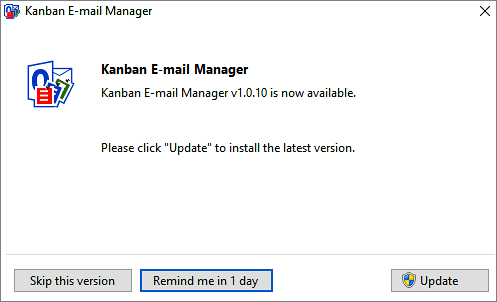 Kanban E-mail Manager
Kanban E-mail Manager
Kanban E-mail Manager v1.0.10 is now available.
Please click "Update" to install the latest version.
Skip this version
Remind me in 1 day
Update